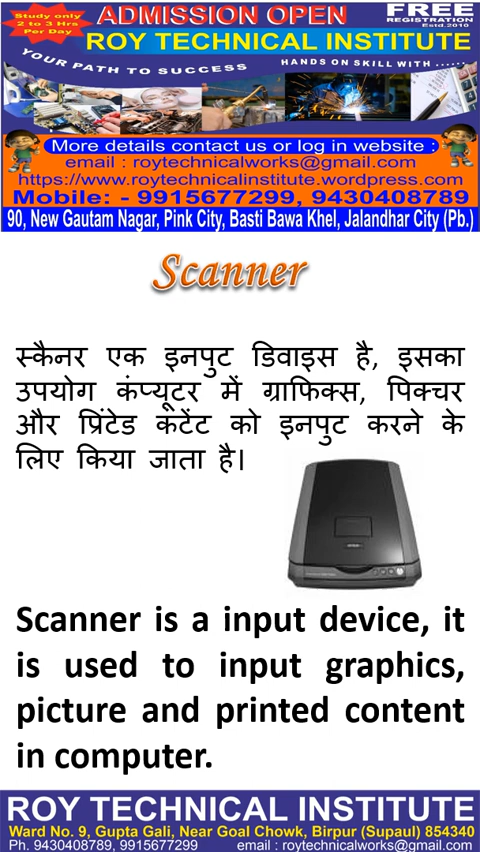 Study only
2 to 3 Hrs
Per Day
ADMISSION OPEN
FREE
REGISTRATION
Estd.2010
ROY TECHNICAL INSTITUTE
YOUR PATH TO SUCCESS
HANDS ON SKILL WITH ......
More details contact us or log in website :
email : roytechnicalworks@gmail.com
https://www.roytechnicalinstitute.wordpress.com
Mobile: - 9915677299, 9430408789
90, New Gautam Nagar, Pink City, Basti Bawa Khel, Jalandhar City (Pb.)
Scanner
स्कैनर एक इनपुट डिवाइस है, इसका
उपयोग कंप्यूटर में ग्राफिक्स, पिक्चर
और प्रिंटेड कंटेंट को इनपुट करने के
लिए किया जाता है।
Scanner is a input device, it
is used to input graphics,
picture and printed content
in computer.
ROY TECHNICAL INSTITUTE
Ward No. 9, Gupta Gali, Near Goal Chowk, Birpur (Supaul) 854340
Ph. 9430408789, 9915677299 email : roytechnicalworks@gmail.com